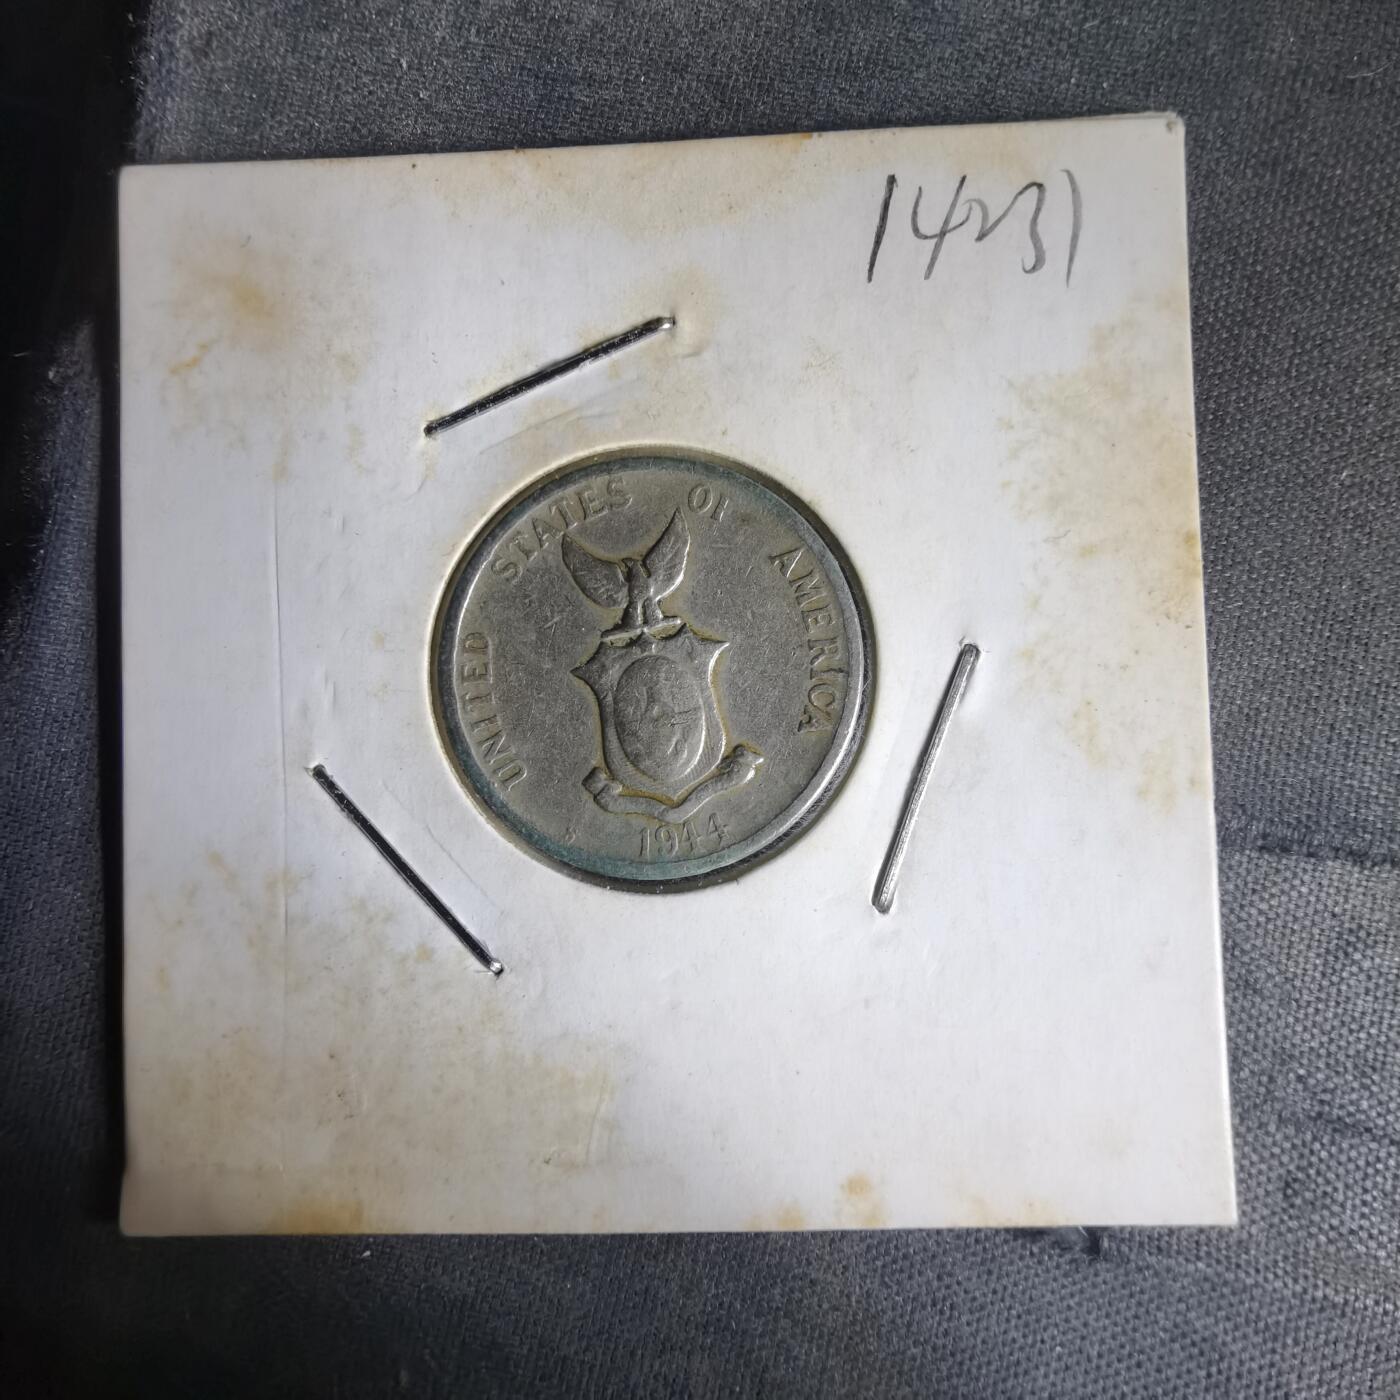 14231
UNITED STATES OF AMERICA
S
1944